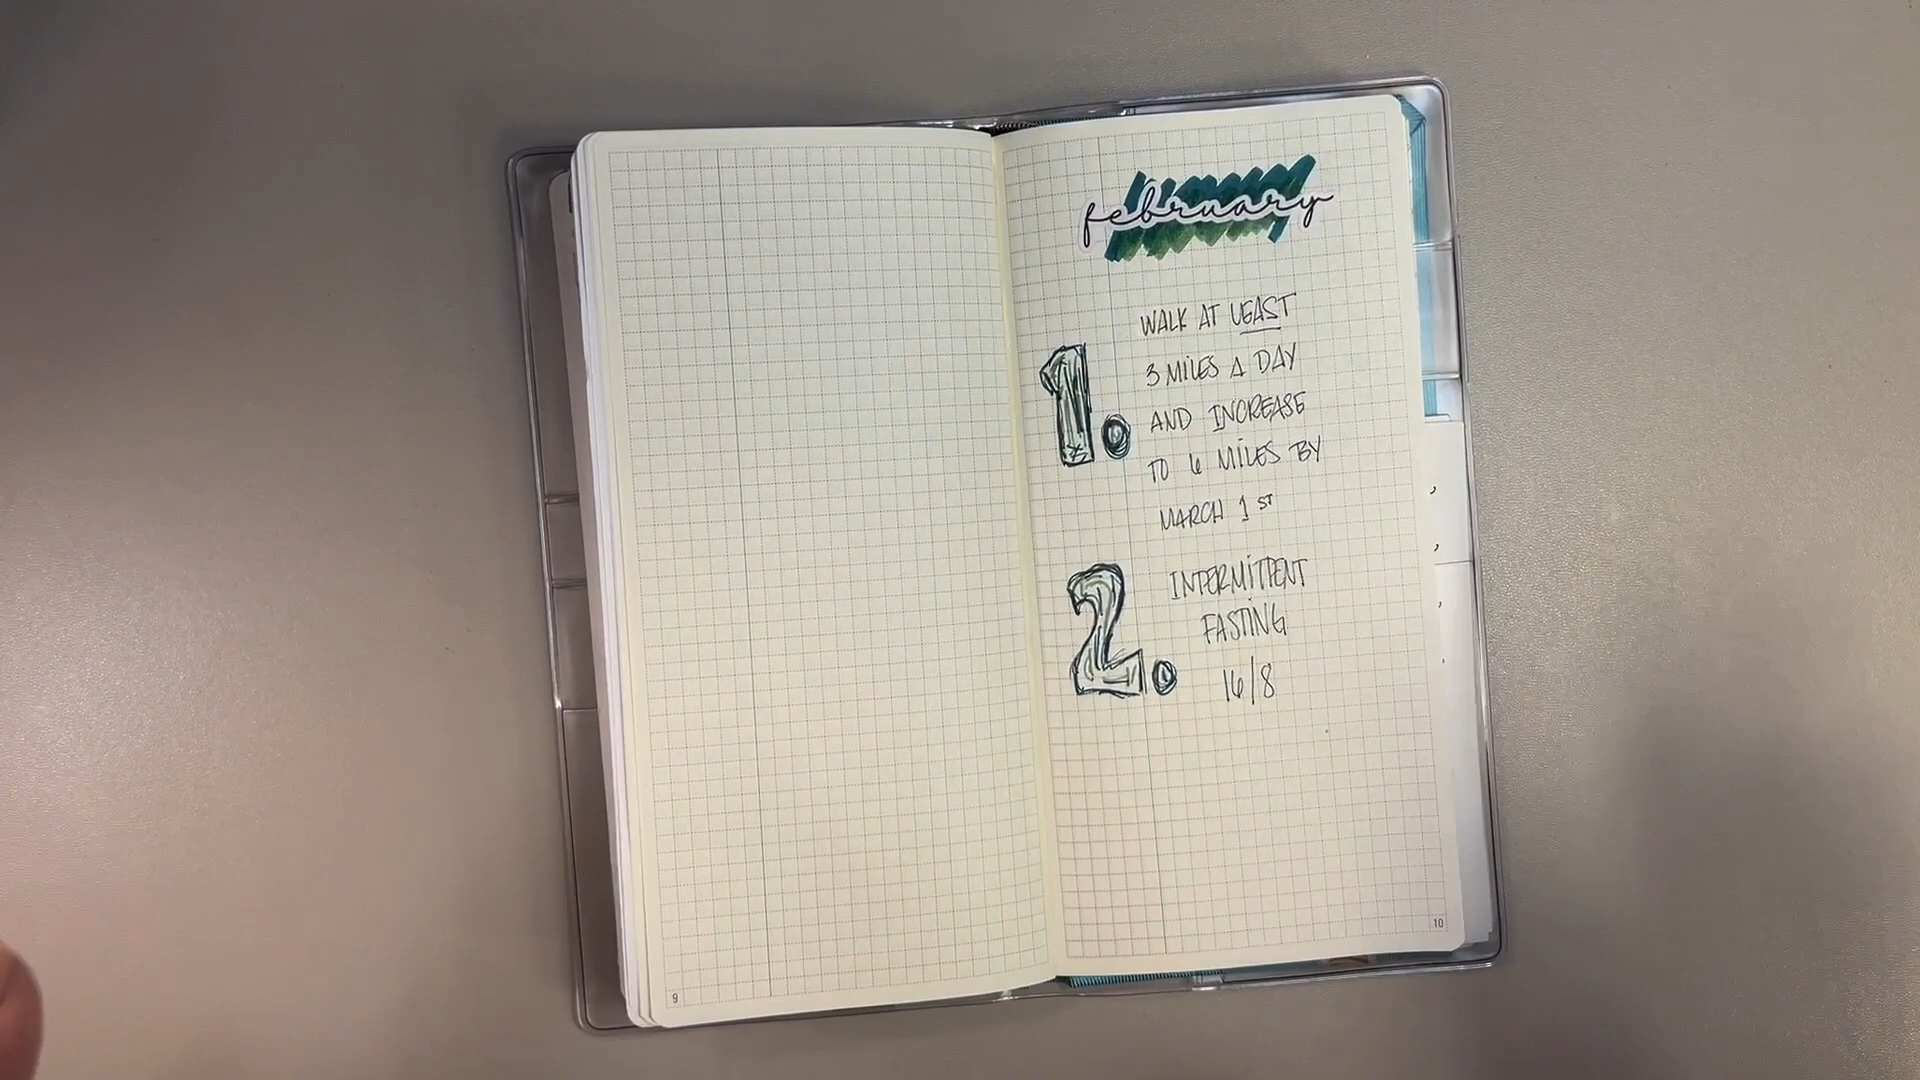 february
1.
WALK AT LEAST
3 MILES A DAY
AND INCREASE
TO 6 MILES BY
MARCH 1ST
2.
INTERMITTENT
FASTING
16/8
9
10